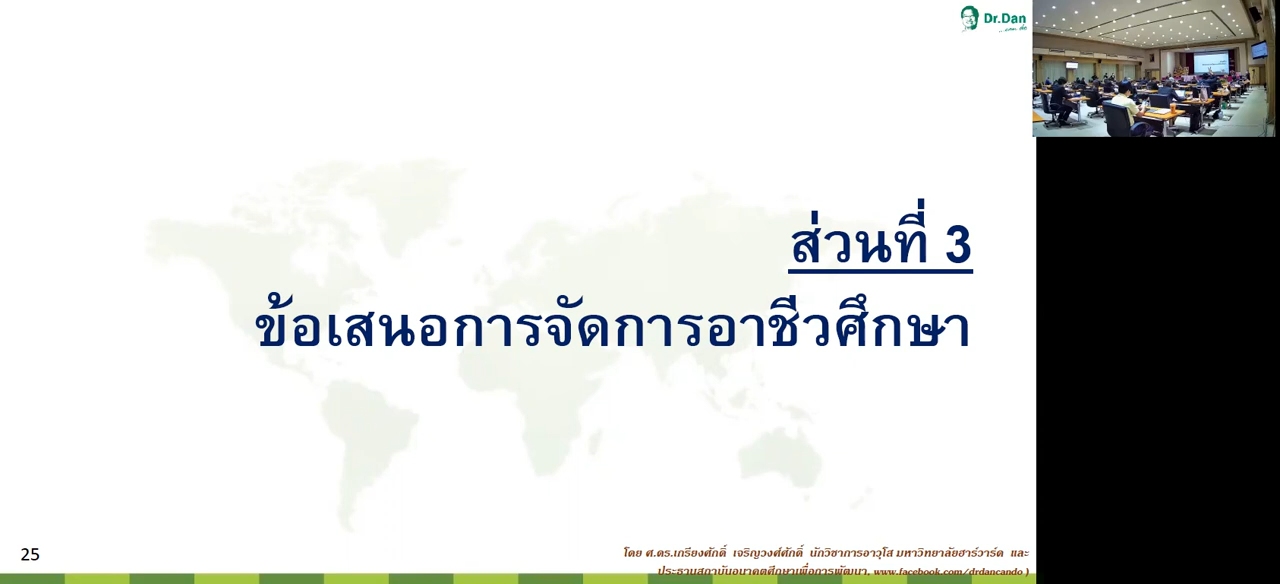 Dr.Dan
ส่วนที่ 3
ข้อเสนอการจัดการอาชีวศึกษา
25
โดย ศ.ดร.เกรียงศักดิ์ เจริญวงศ์ศักดิ์ นักวิชาการอาวุโส มหาวิทยาลัยฮาร์วาร์ด และ
ประธานสถาบันอนาคตศึกษาเพื่อการพัฒนา, www.facebook.com/drdancando )